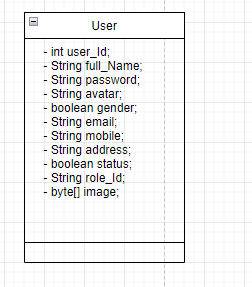 User
- int user_Id;
- String full_Name;
- String password;
- String avatar;
- boolean gender;
- String email;
- String mobile;
- String address;
- boolean status;
- String role_Id;
- byte[] image;